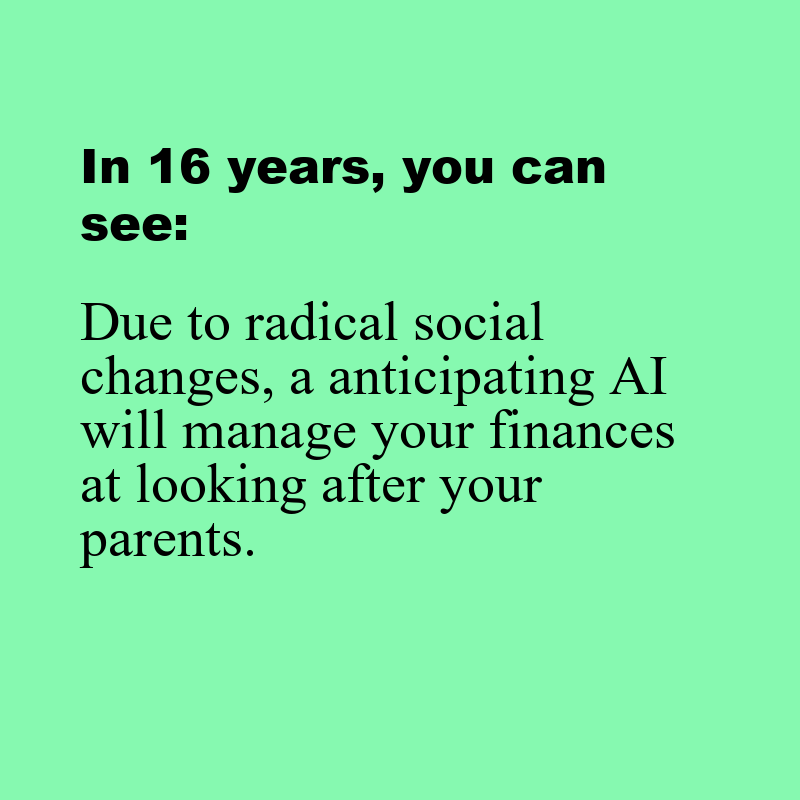 In 16 years, you can
see:
Due to radical social
changes, a anticipating AI
will manage your finances
at looking after your
parents.